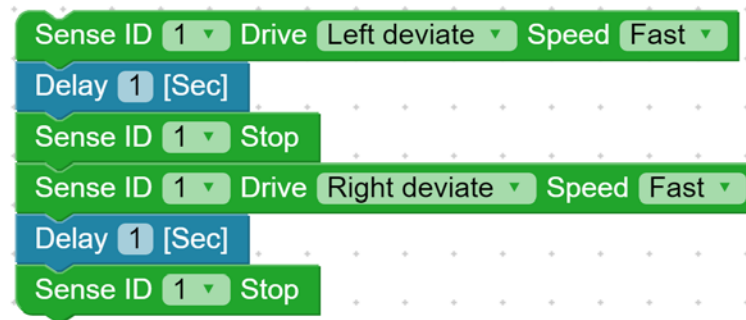 Sense ID 1 Drive Left deviate Speed Fast
Delay 1 [Sec]
Sense ID 1 Stop
Sense ID 1 Drive Right deviate Speed Fast
Delay 1 [Sec]
Sense ID 1 Stop